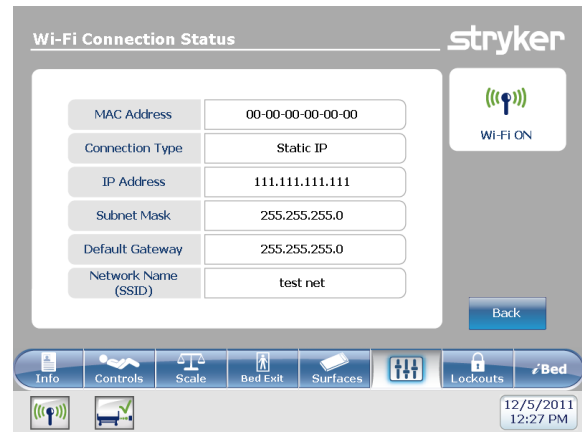 Wi-Fi Connection Status
stryker
MAC Address 00-00-00-00-00-00
Connection Type Static IP
IP Address 111.111.111.111
Subnet Mask 255.255.255.0
Default Gateway 255.255.255.0
Network Name
(SSID) test net
Wi-Fi ON
Back
Info Controls Scale Bed Exit Surfaces Lockouts iBed
12/5/2011
12:27 PM